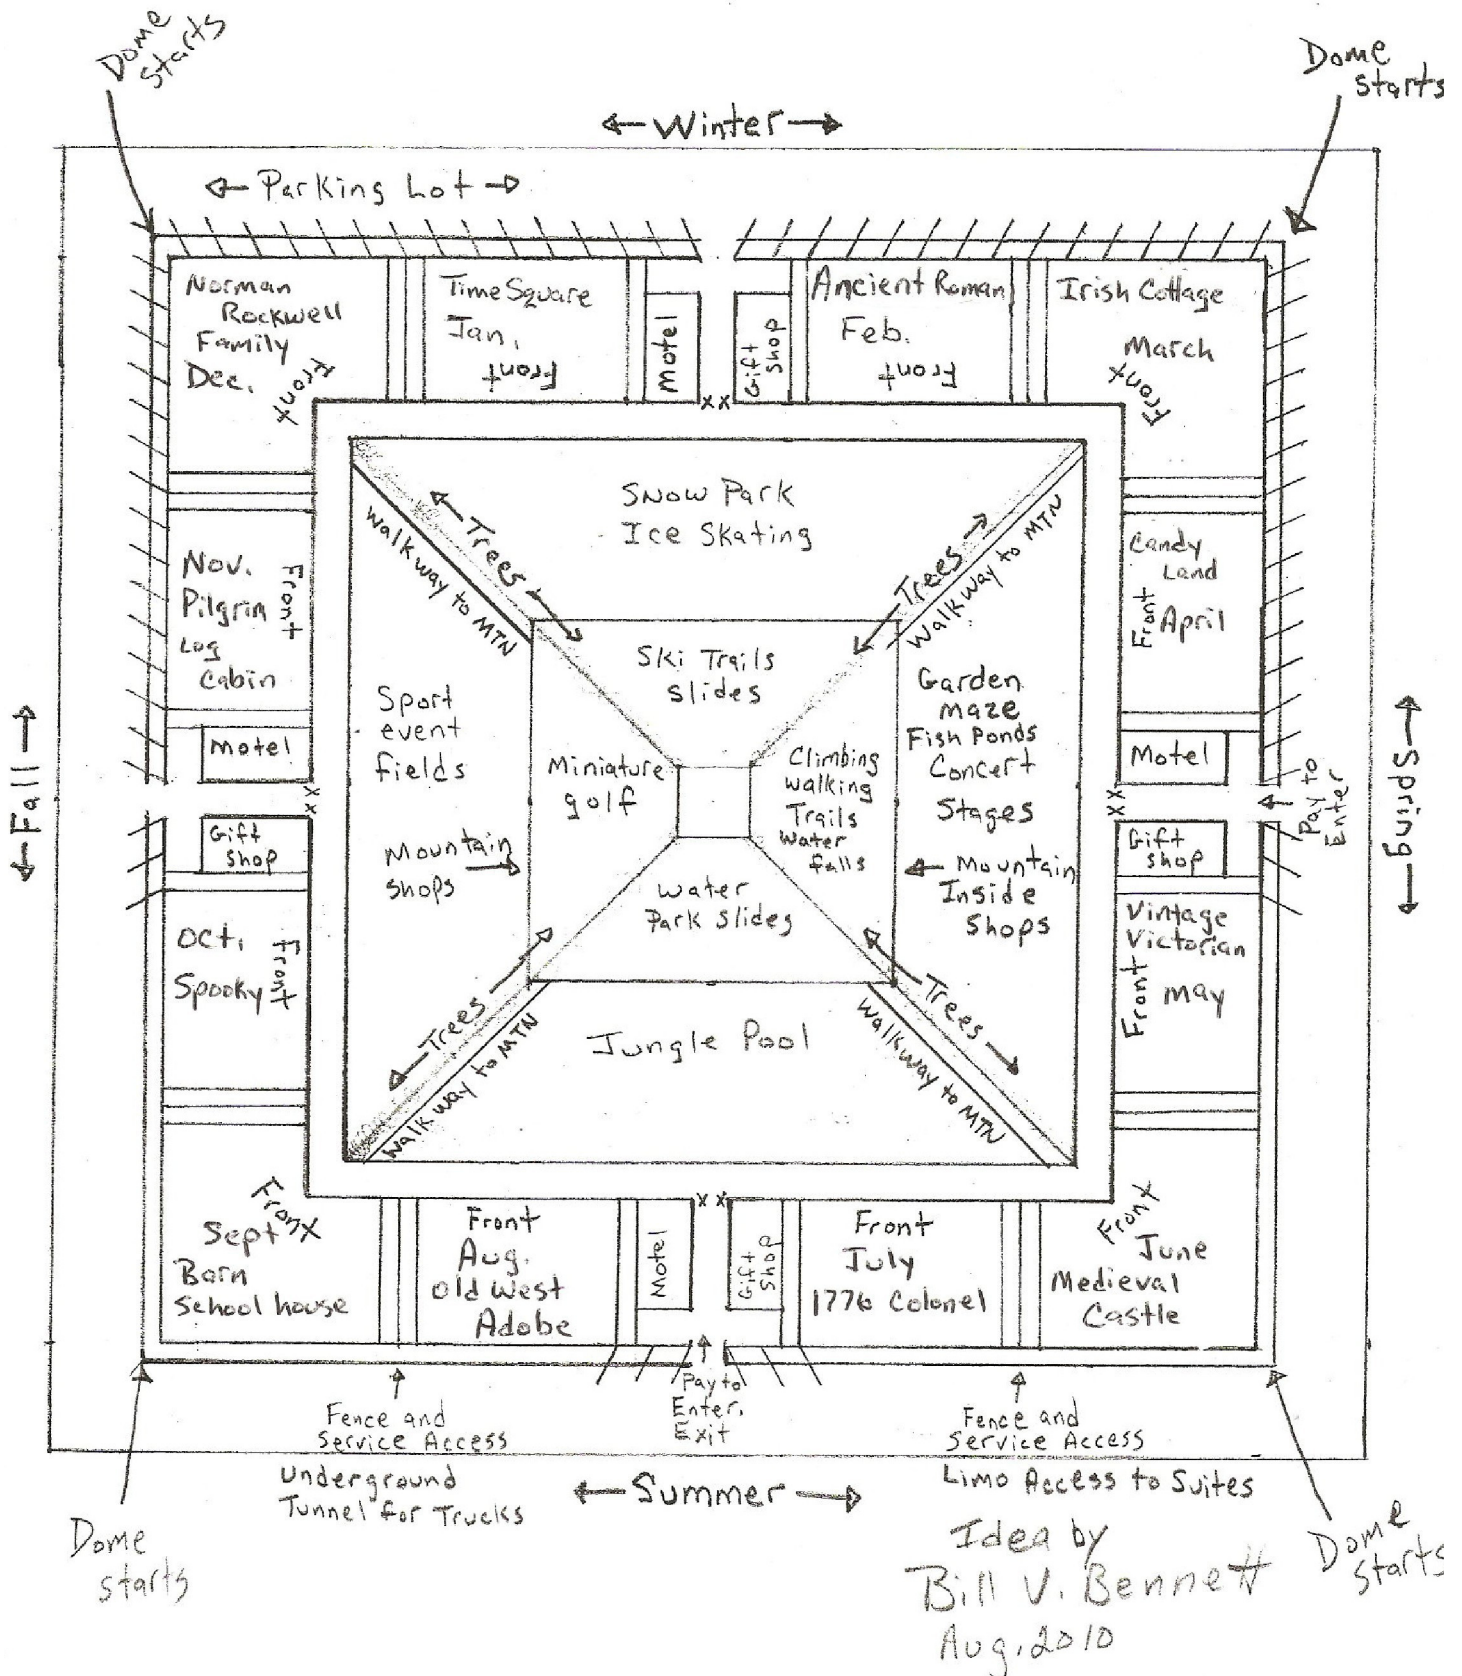 Dome
starts
Dome
starts
Winter
Parking Lot
Norman
Rockwell
Family
Dec.
Front
Time Square
Jan.
Front
Motel
Gift
Shop
Ancient Roman
Feb.
Front
Irish Cottage
March
Front
Snow Park
Ice Skating
Trees
Walkway to MTN
Trees
Walkway to MTN
Nov.
Pilgrim
Log
Cabin
Front
Candy
Land
April
Front
Ski Trails
Slides
Sport
event
fields
Miniature
golf
Climbing
walking
Trails
Water
falls
Garden
maze
Fish Ponds
Concert
Stages
Motel
Motel
Fall
Spring
Pay to
Enter
Gift
Shop
Gift
shop
Mountain
shops
Water
Park Slides
Mountain
Inside
Shops
Oct.
Spooky
Front
Vintage
Victorian
May
Front
Trees
Walkway to MTN
Jungle Pool
Trees
Walkway to MTN
Front
Sept
Barn
School house
Front
Aug.
Old West
Adobe
Motel
Gift
Shop
Front
July
1776 Colonel
Front
June
Medieval
Castle
Pay to
Enter.
Exit
Fence and
Service Access
Underground
Tunnel for Trucks
Summer
Fence and
Service Access
Limo Access to Suites
Dome
starts
Dome
starts
Idea by
Bill V. Bennett
Aug. 2010